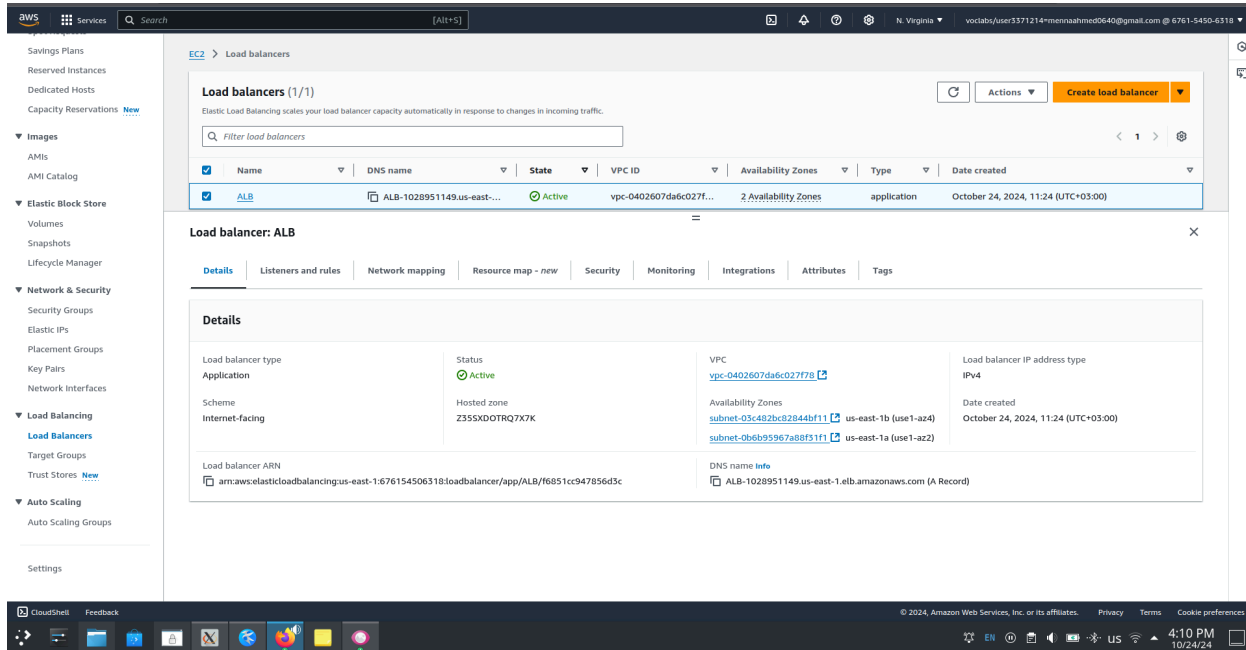 aws Services Search [Alt+S] N. Virginia voclabs/user3371214=mennaahmed0640@gmail.com @ 6761-5450-6318
Savings Plans
Reserved Instances
Dedicated Hosts
Capacity Reservations New
Images
AMIs
AMI Catalog
Elastic Block Store
Volumes
Snapshots
Lifecycle Manager
Network & Security
Security Groups
Elastic IPs
Placement Groups
Key Pairs
Network Interfaces
Load Balancing
Load Balancers
Target Groups
Trust Stores New
Auto Scaling
Auto Scaling Groups
Settings
EC2 > Load balancers
Load balancers (1/1)
Actions
Create load balancer
Elastic Load Balancing scales your load balancer capacity automatically in response to changes in incoming traffic.
Filter load balancers
1
Name DNS name State VPC ID Availability Zones Type Date created
ALB ALB-1028951149.us-east-... Active vpc-0402607da6c027f... 2 Availability Zones application October 24, 2024, 11:24 (UTC+03:00)
Load balancer: ALB
Details Listeners and rules Network mapping Resource map - new Security Monitoring Integrations Attributes Tags
Details
Load balancer type Status VPC Load balancer IP address type
Application Active vpc-0402607da6c027f78 IPv4
Scheme Hosted zone Availability Zones Date created
Internet-facing Z35SXDOTRQ7X7K subnet-03c482bc82844bf11 us-east-1b (use1-az4) October 24, 2024, 11:24 (UTC+03:00)
subnet-0b6b95967a88f31f1 us-east-1a (use1-az2)
Load balancer ARN DNS name Info
arn:aws:elasticloadbalancing:us-east-1:676154506318:loadbalancer/app/ALB/f6851cc947856d3c ALB-1028951149.us-east-1.elb.amazonaws.com (A Record)
CloudShell Feedback © 2024, Amazon Web Services, Inc. or its affiliates. Privacy Terms Cookie preferences
EN US 4:10 PM
10/24/24